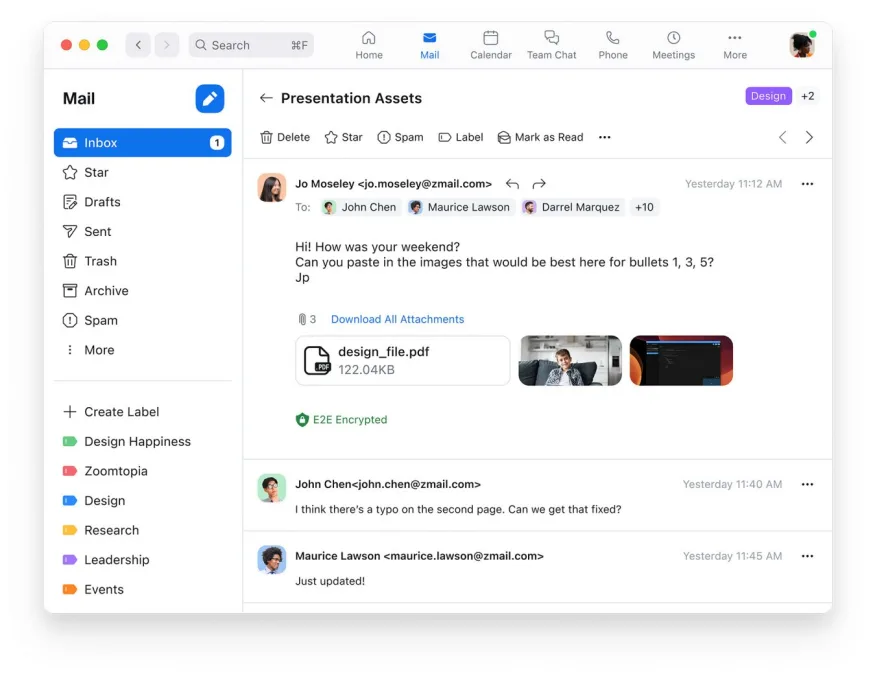 Search ⌘F
Home Mail Calendar Team Chat Phone Meetings More
Mail
Inbox 1
Star
Drafts
Sent
Trash
Archive
Spam
More
Create Label
Design Happiness
Zoomtopia
Design
Research
Leadership
Events
Presentation Assets Design +2
Delete Star Spam Label Mark as Read
Jo Moseley <jo.moseley@zmail.com> Yesterday 11:12 AM
To: John Chen Maurice Lawson Darrel Marquez +10
Hi! How was your weekend?
Can you paste in the images that would be best here for bullets 1, 3, 5?
Jp
3 Download All Attachments
PDF
design_file.pdf
122.04KB
E2E Encrypted
John Chen<john.chen@zmail.com> Yesterday 11:40 AM
I think there's a typo on the second page. Can we get that fixed?
Maurice Lawson <maurice.lawson@zmail.com> Yesterday 11:45 AM
Just updated!